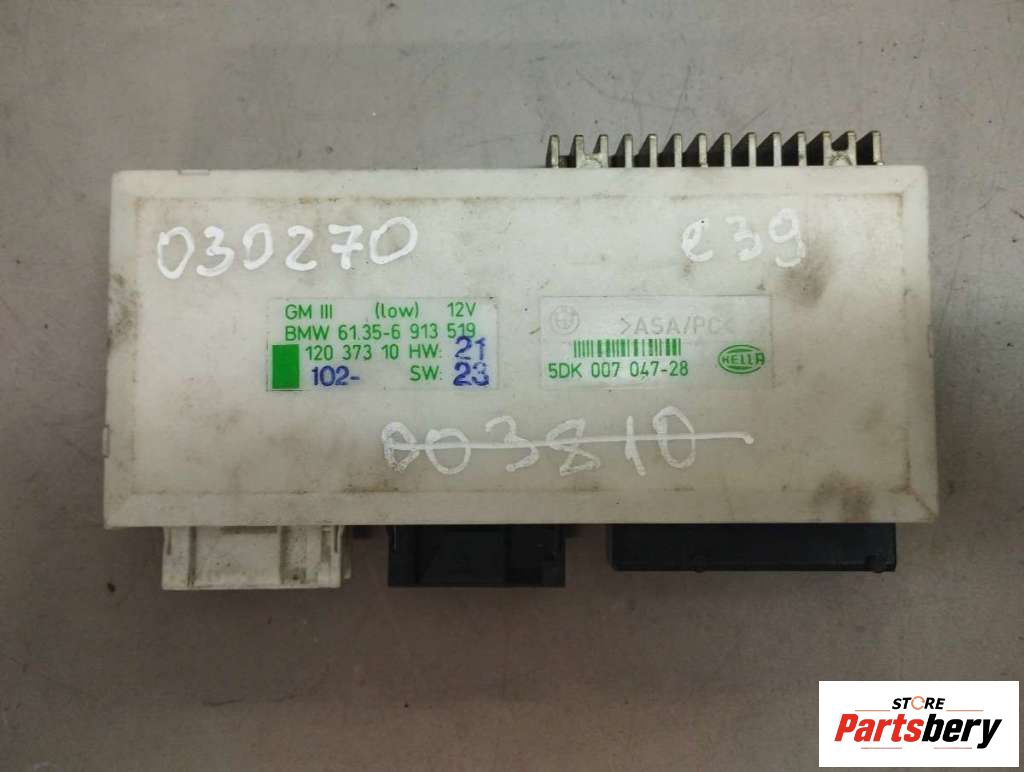 030270
e39
GM III (low) 12V
BMW 61.35-6 913 519
120 373 10 HW: 21
102- SW: 23
>ASA/PC<
5DK 007 047-28
HELLA
003810
STORE
Partsbery